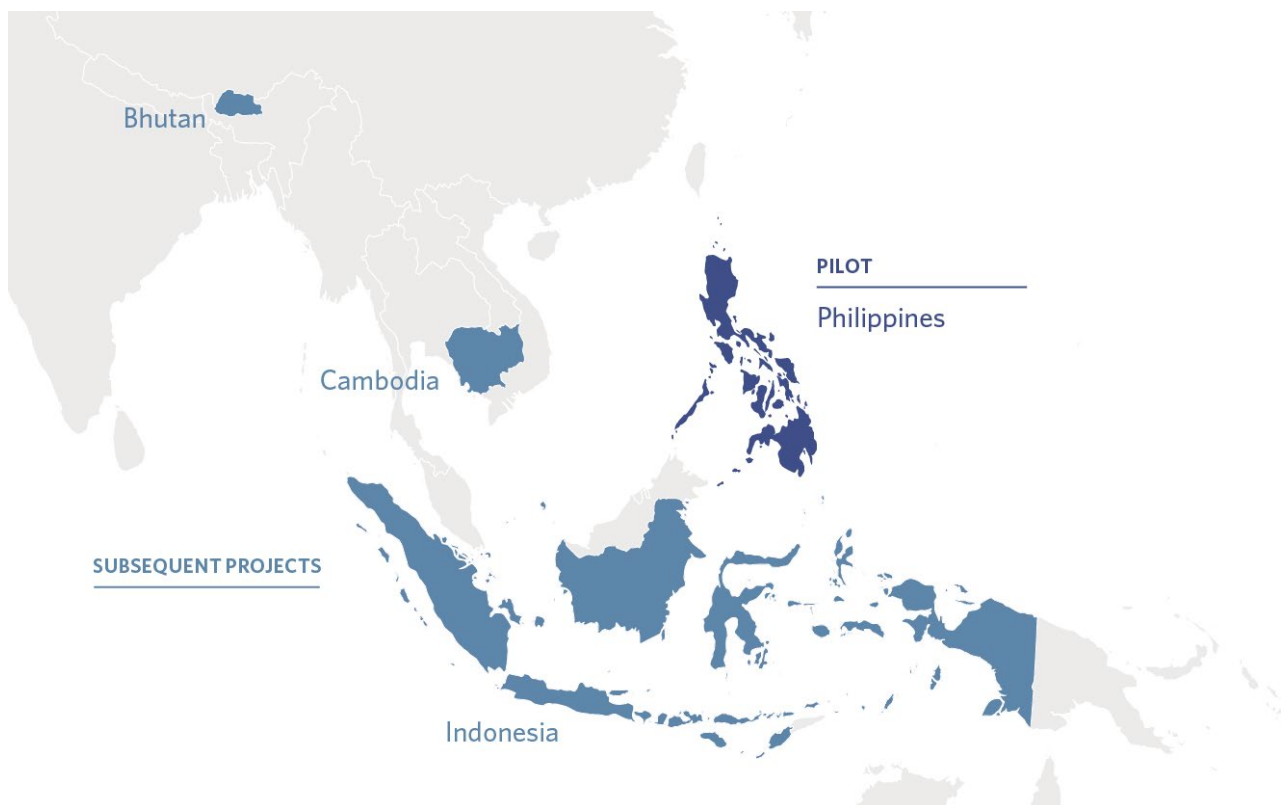 Bhutan
PILOT
Philippines
Cambodia
SUBSEQUENT PROJECTS
Indonesia